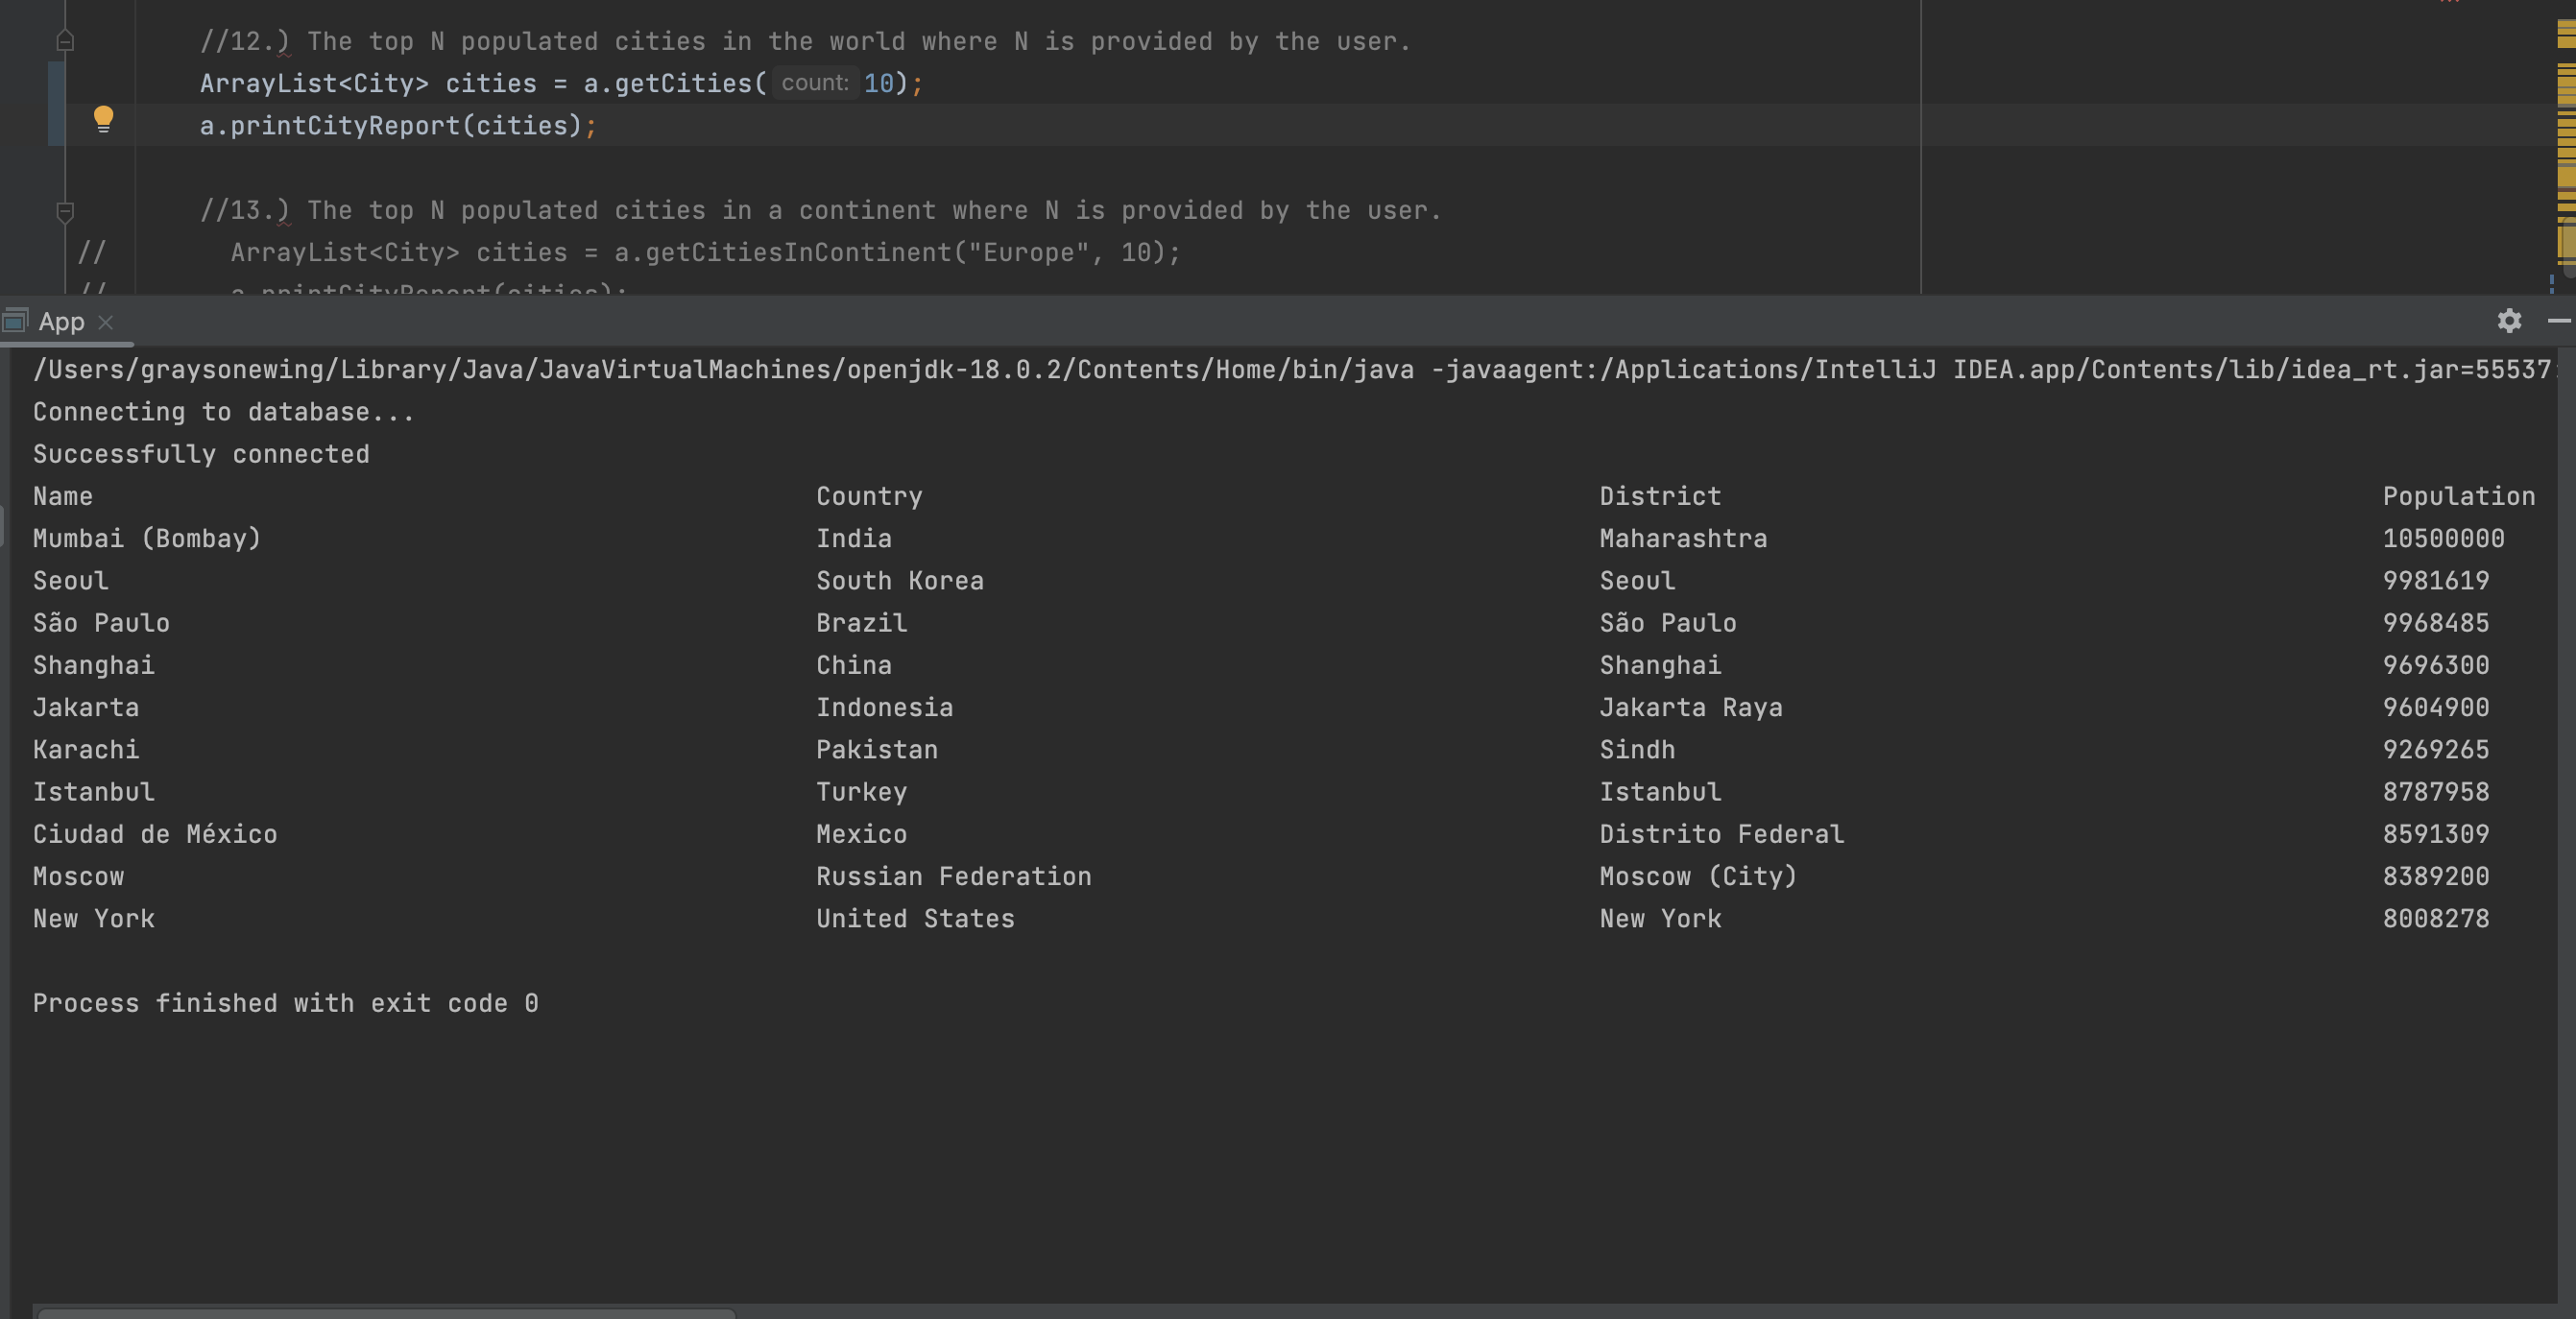 //12.) The top N populated cities in the world where N is provided by the user.
ArrayList<City> cities = a.getCities( count: 10);
a.printCityReport(cities);
//13.) The top N populated cities in a continent where N is provided by the user.
// ArrayList<City> cities = a.getCitiesInContinent("Europe", 10);
// a.printCityReport(cities);
App
/Users/graysonewing/Library/Java/JavaVirtualMachines/openjdk-18.0.2/Contents/Home/bin/java -javaagent:/Applications/IntelliJ IDEA.app/Contents/lib/idea_rt.jar=55537:
Connecting to database...
Successfully connected
Name Country District Population
Mumbai (Bombay) India Maharashtra 10500000
Seoul South Korea Seoul 9981619
São Paulo Brazil São Paulo 9968485
Shanghai China Shanghai 9696300
Jakarta Indonesia Jakarta Raya 9604900
Karachi Pakistan Sindh 9269265
Istanbul Turkey Istanbul 8787958
Ciudad de México Mexico Distrito Federal 8591309
Moscow Russian Federation Moscow (City) 8389200
New York United States New York 8008278
Process finished with exit code 0